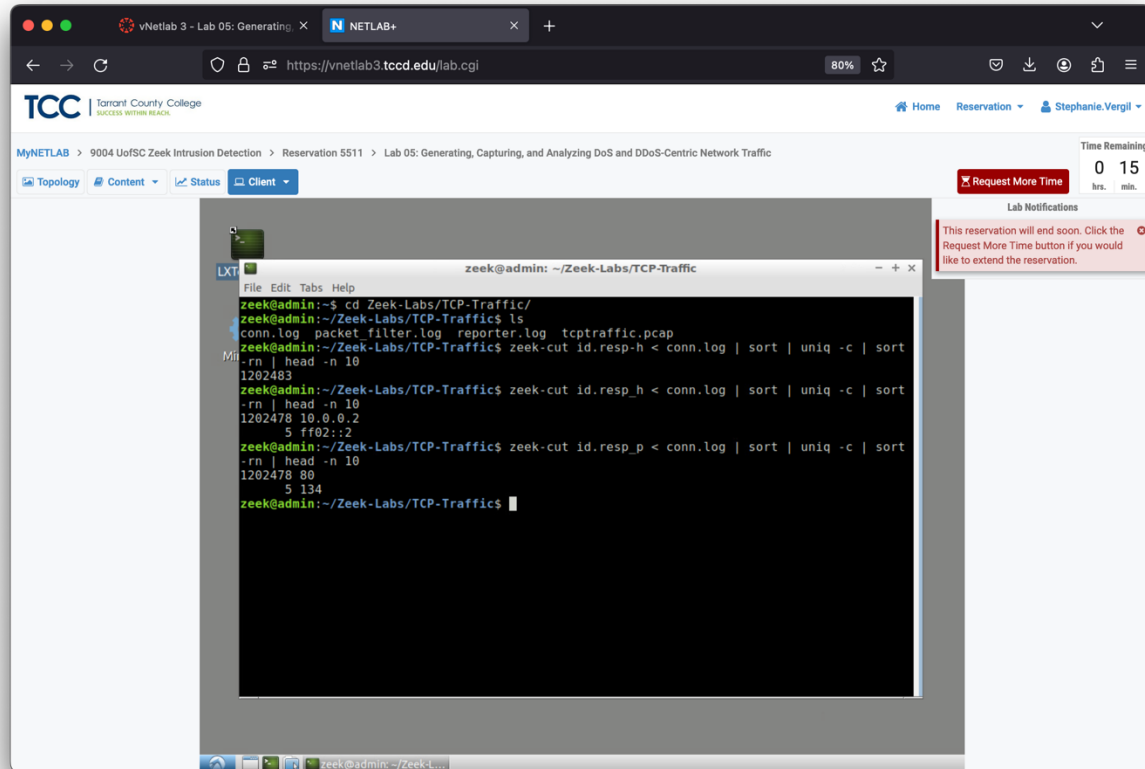 vNetlab 3 - Lab 05: Generating,
NETLAB+
https://vnetlab3.tccd.edu/lab.cgi
80%
TCC
Tarrant County College
SUCCESS WITHIN REACH.
Home
Reservation
Stephanie.Vergil
MyNETLAB > 9004 UofSC Zeek Intrusion Detection > Reservation 5511 > Lab 05: Generating, Capturing, and Analyzing DoS and DDoS-Centric Network Traffic
Time Remaining
0 15
hrs. min.
Topology
Content
Status
Client
Request More Time
Lab Notifications
This reservation will end soon. Click the
Request More Time button if you would
like to extend the reservation.
LXT
zeek@admin: ~/Zeek-Labs/TCP-Traffic
File Edit Tabs Help
zeek@admin:~$ cd Zeek-Labs/TCP-Traffic/
zeek@admin:~/Zeek-Labs/TCP-Traffic$ ls
conn.log packet_filter.log reporter.log tcptraffic.pcap
zeek@admin:~/Zeek-Labs/TCP-Traffic$ zeek-cut id.resp-h < conn.log | sort | uniq -c | sort
-rn | head -n 10
1202483
zeek@admin:~/Zeek-Labs/TCP-Traffic$ zeek-cut id.resp_h < conn.log | sort | uniq -c | sort
-rn | head -n 10
1202478 10.0.0.2
5 ff02::2
zeek@admin:~/Zeek-Labs/TCP-Traffic$ zeek-cut id.resp_p < conn.log | sort | uniq -c | sort
-rn | head -n 10
1202478 80
5 134
zeek@admin:~/Zeek-Labs/TCP-Traffic$
Mi
zeek@admin: ~/Zeek-L...